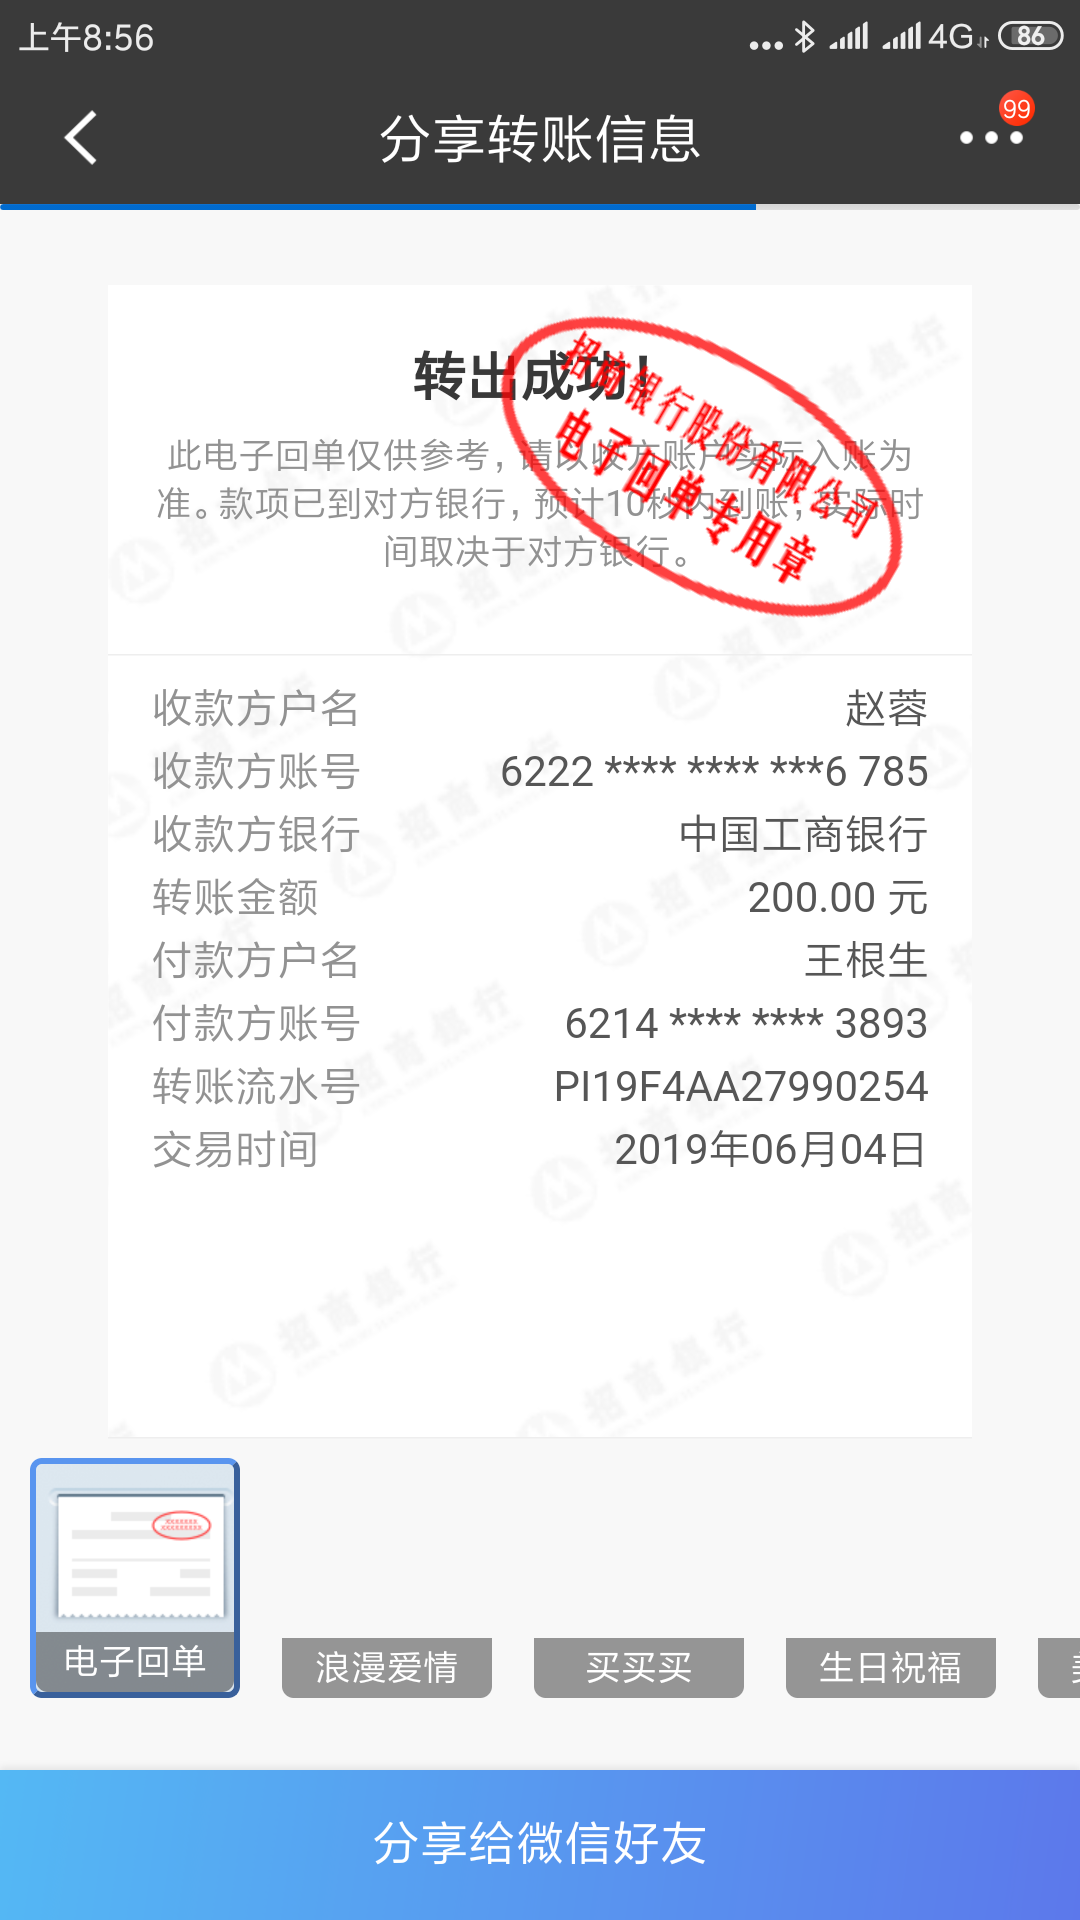 上午8:56
4G
86
分享转账信息
99
转出成功!
招商银行股份有限公司
电子回单专用章
此电子回单仅供参考，请以收方账户实际入账为
准。款项已到对方银行，预计10秒内到账，实际时
间取决于对方银行。
收款方户名 赵蓉
收款方账号 6222 **** **** ***6 785
收款方银行 中国工商银行
转账金额 200.00 元
付款方户名 王根生
付款方账号 6214 **** **** 3893
转账流水号 PI19F4AA27990254
交易时间 2019年06月04日
招商银行
电子回单
浪漫爱情
买买买
生日祝福
分享给微信好友